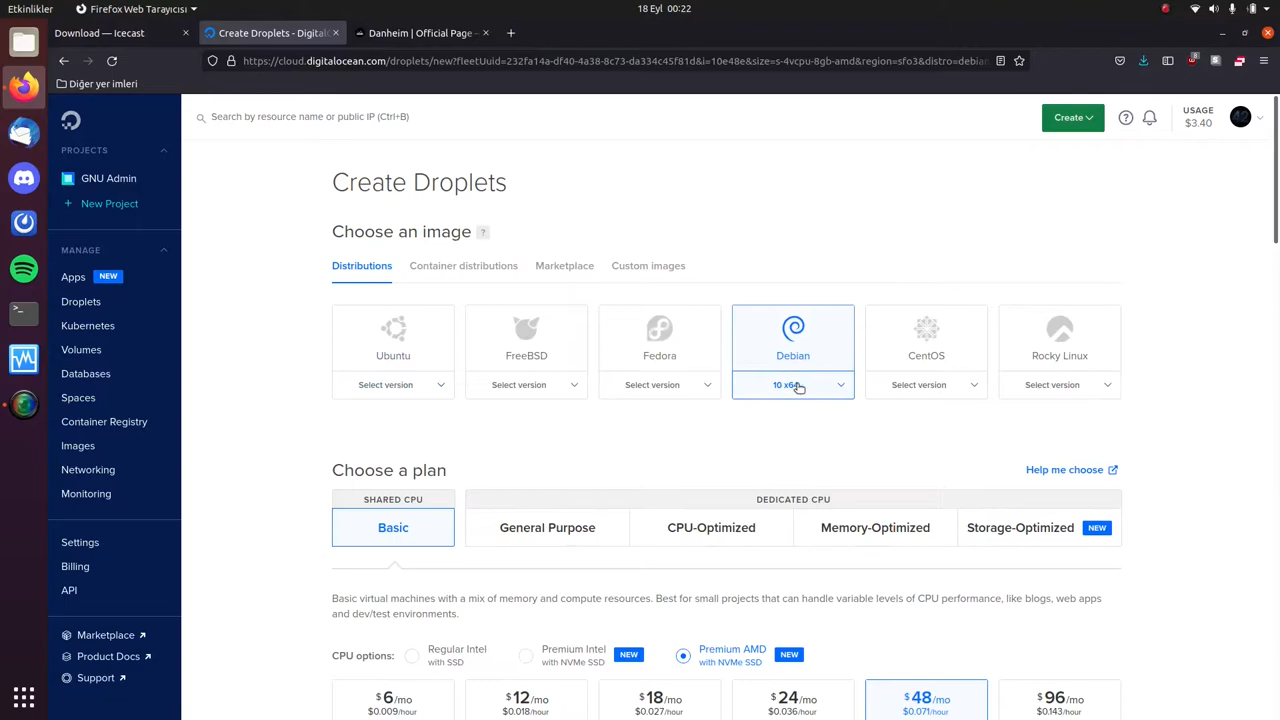 Etkinlikler
Firefox Web Tarayıcısı
18 Eyl 00:22
Download — Icecast
Create Droplets - Digital
Danheim | Official Page -
https://cloud.digitalocean.com/droplets/new?fleetUuid=232fa14a-df40-4a38-8c73-da334c45f81d&i=10e48e&size=s-4vcpu-8gb-amd&region=sfo3&distro=debian
Diğer yer imleri
Search by resource name or public IP (Ctrl+B)
Create
USAGE
$3.40
PROJECTS
GNU Admin
+ New Project
MANAGE
Apps NEW
Droplets
Kubernetes
Volumes
Databases
Spaces
Container Registry
Images
Networking
Monitoring
Settings
Billing
API
Marketplace
Product Docs
Support
Create Droplets
Choose an image ?
Distributions Container distributions Marketplace Custom images
Ubuntu FreeBSD Fedora Debian CentOS Rocky Linux
Select version Select version Select version 10 x64 Select version Select version
Choose a plan
Help me choose
SHARED CPU DEDICATED CPU
Basic General Purpose CPU-Optimized Memory-Optimized Storage-Optimized NEW
Basic virtual machines with a mix of memory and compute resources. Best for small projects that can handle variable levels of CPU performance, like blogs, web apps
and dev/test environments.
CPU options:
Regular Intel
with SSD
Premium Intel NEW
with NVMe SSD
Premium AMD NEW
with NVMe SSD
$6/mo $12/mo $18/mo $24/mo $48/mo $96/mo
$0.009/hour $0.018/hour $0.027/hour $0.036/hour $0.071/hour $0.143/hour